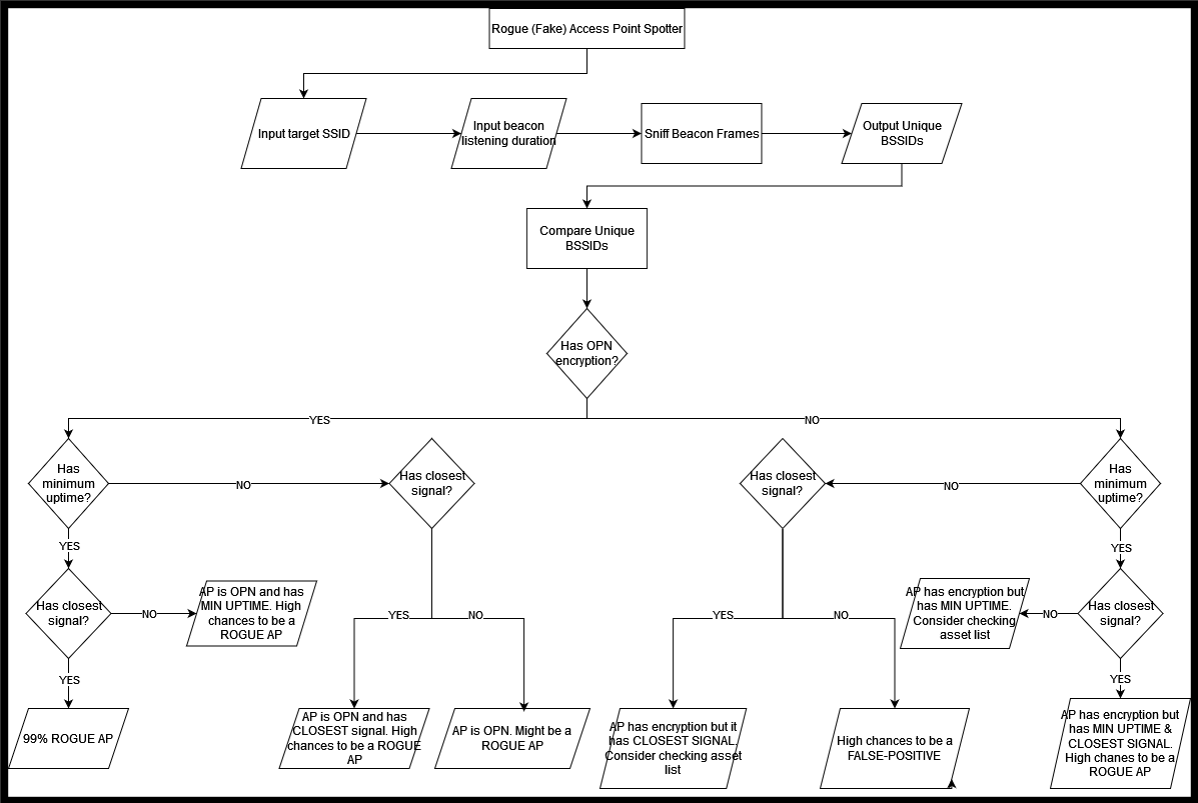 Rogue (Fake) Access Point Spotter
Input target SSID
Input beacon
listening duration
Sniff Beacon Frames
Output Unique
BSSIDs
Compare Unique
BSSIDs
Has OPN
encryption?
YES
NO
Has
minimum
uptime?
NO
Has closest
signal?
Has closest
signal?
NO
Has
minimum
uptime?
YES
YES
Has closest
signal?
NO
AP is OPN and has
MIN UPTIME. High
chances to be a
ROGUE AP
YES
NO
YES
NO
AP has encryption but
has MIN UPTIME.
Consider checking
asset list
NO
Has closest
signal?
YES
YES
99% ROGUE AP
AP is OPN and has
CLOSEST signal. High
chances to be a ROGUE
AP
AP is OPN. Might be a
ROGUE AP
AP has encryption but it
has CLOSEST SIGNAL.
Consider checking asset
list
High chances to be a
FALSE-POSITIVE
AP has encryption but
has MIN UPTIME &
CLOSEST SIGNAL.
High chanes to be a
ROGUE AP